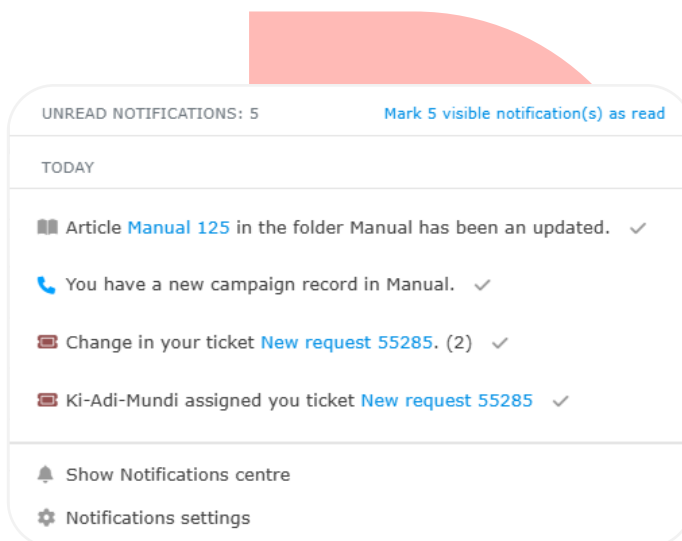 UNREAD NOTIFICATIONS: 5 Mark 5 visible notification(s) as read
TODAY
Article Manual 125 in the folder Manual has been an updated.
You have a new campaign record in Manual.
Change in your ticket New request 55285. (2)
Ki-Adi-Mundi assigned you ticket New request 55285
Show Notifications centre
Notifications settings